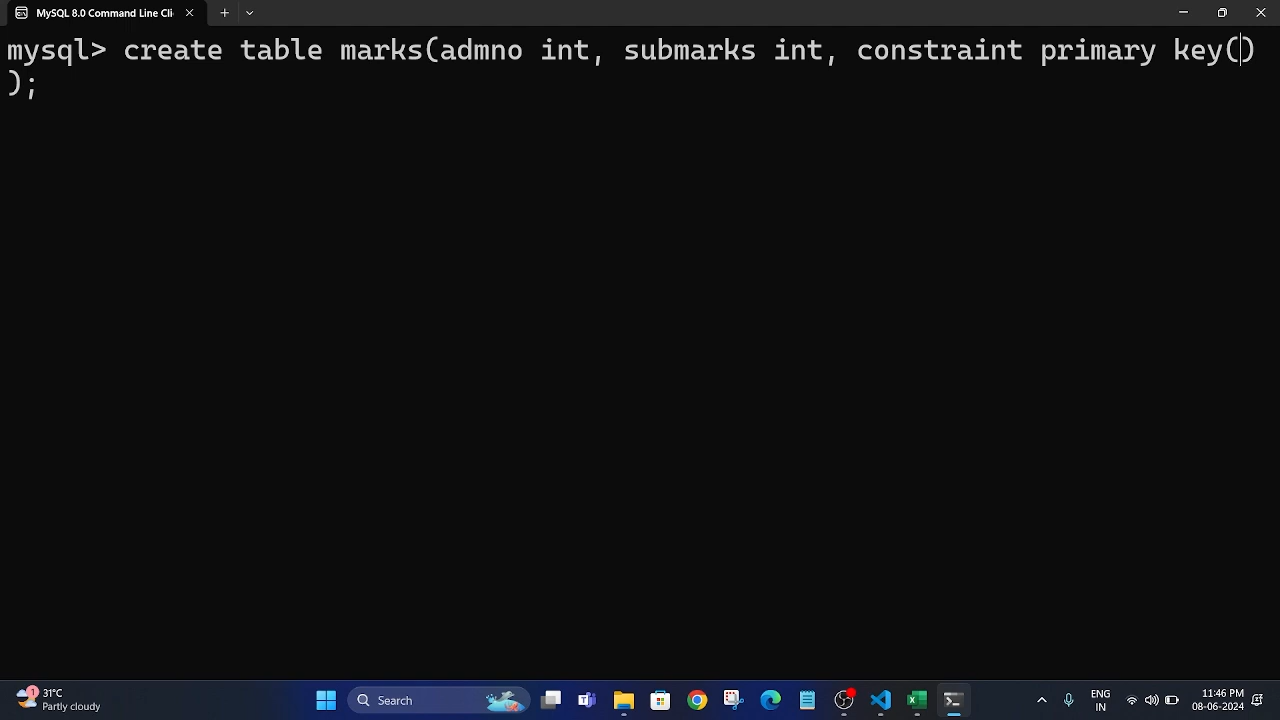 MySQL 8.0 Command Line Cli
mysql> create table marks(admno int, submarks int, constraint primary key()
);
31°C
Partly cloudy
1
Search
ENG
IN
11:46 PM
08-06-2024